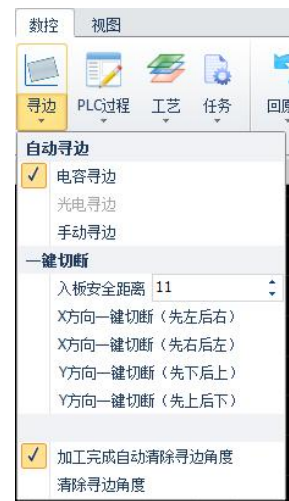 数控 视图
寻边 PLC过程 工艺 任务
自动寻边
电容寻边
光电寻边
手动寻边
一键切断
入板安全距离 11
X方向一键切断（先左后右）
X方向一键切断（先右后左）
Y方向一键切断（先下后上）
Y方向一键切断（先上后下）
加工完成自动清除寻边角度
清除寻边角度